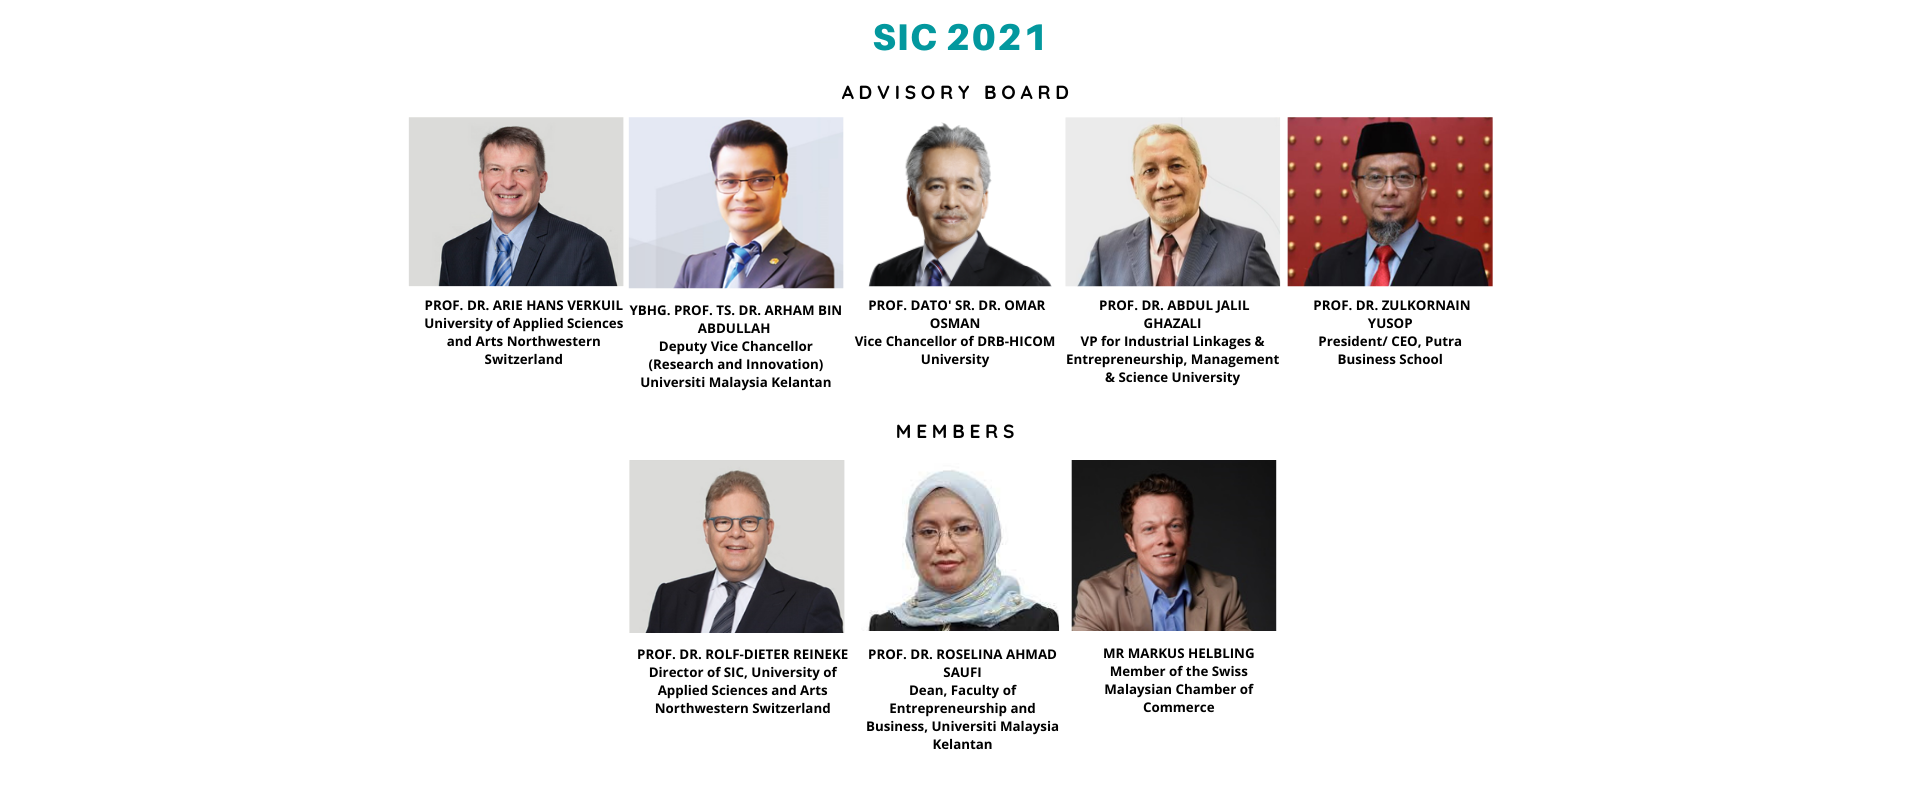 SIC 2021
ADVISORY BOARD
PROF. DR. ARIE HANS VERKUIL
University of Applied Sciences
and Arts Northwestern
Switzerland
YBHG. PROF. TS. DR. ARHAM BIN
ABDULLAH
Deputy Vice Chancellor
(Research and Innovation)
Universiti Malaysia Kelantan
PROF. DATO' SR. DR. OMAR
OSMAN
Vice Chancellor of DRB-HICOM
University
PROF. DR. ABDUL JALIL
GHAZALI
VP for Industrial Linkages &
Entrepreneurship, Management
& Science University
PROF. DR. ZULKORNAIN
YUSOP
President/ CEO, Putra
Business School
MEMBERS
PROF. DR. ROLF-DIETER REINEKE
Director of SIC, University of
Applied Sciences and Arts
Northwestern Switzerland
PROF. DR. ROSELINA AHMAD
SAUFI
Dean, Faculty of
Entrepreneurship and
Business, Universiti Malaysia
Kelantan
MR MARKUS HELBLING
Member of the Swiss
Malaysian Chamber of
Commerce